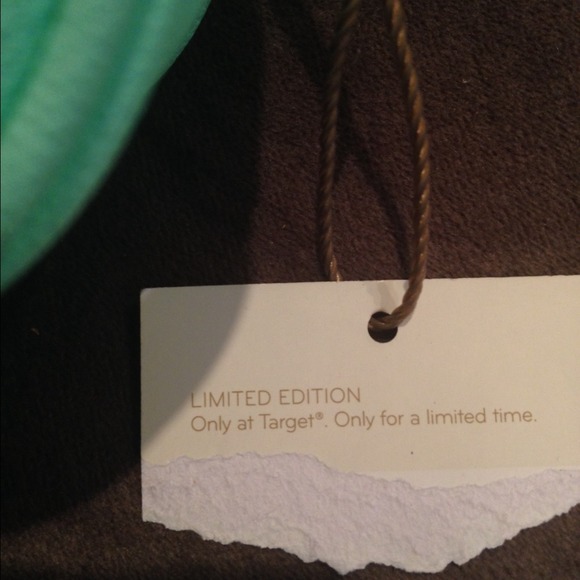 LIMITED EDITION
Only at Target®. Only for a limited time.